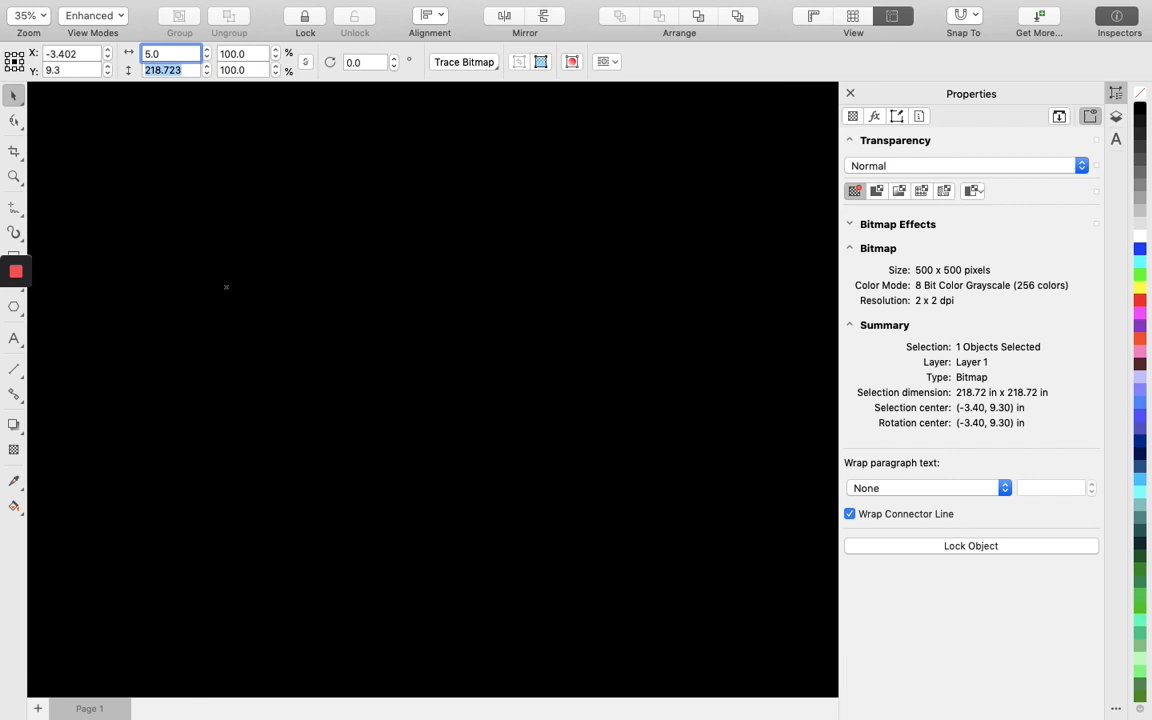 35% Enhanced
Zoom View Modes Group Ungroup Lock Unlock Alignment Mirror Arrange View Snap To Get More... Inspectors
X: -3.402 5.0 100.0 %
Y: 9.3 218.723 100.0 %
0.0 °
Trace Bitmap
Properties
Transparency
Normal
Bitmap Effects
Bitmap
Size: 500 x 500 pixels
Color Mode: 8 Bit Color Grayscale (256 colors)
Resolution: 2 x 2 dpi
Summary
Selection: 1 Objects Selected
Layer: Layer 1
Type: Bitmap
Selection dimension: 218.72 in x 218.72 in
Selection center: (-3.40, 9.30) in
Rotation center: (-3.40, 9.30) in
Wrap paragraph text:
None
Wrap Connector Line
Lock Object
Page 1